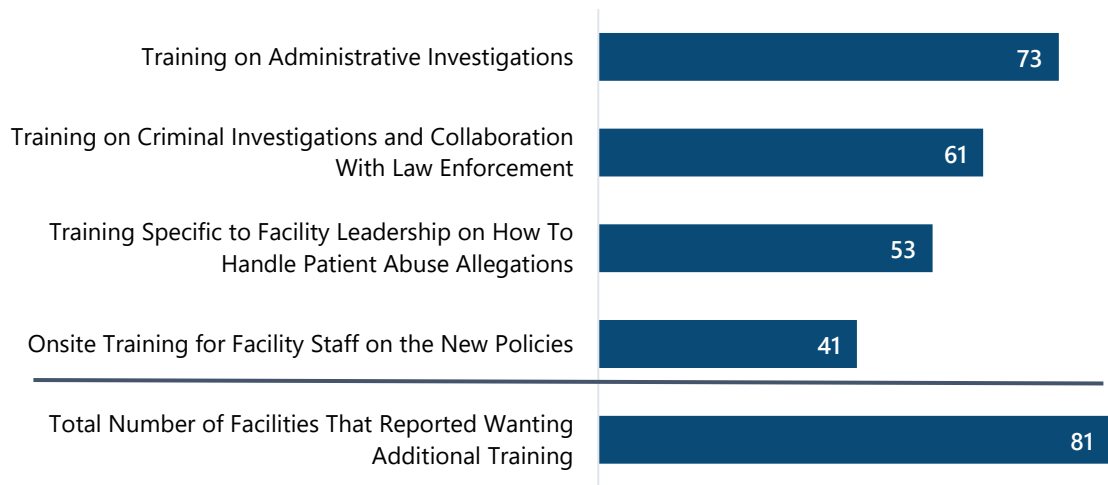 Training on Administrative Investigations
73
Training on Criminal Investigations and Collaboration
With Law Enforcement
61
Training Specific to Facility Leadership on How To
Handle Patient Abuse Allegations
53
Onsite Training for Facility Staff on the New Policies
41
Total Number of Facilities That Reported Wanting
Additional Training
81